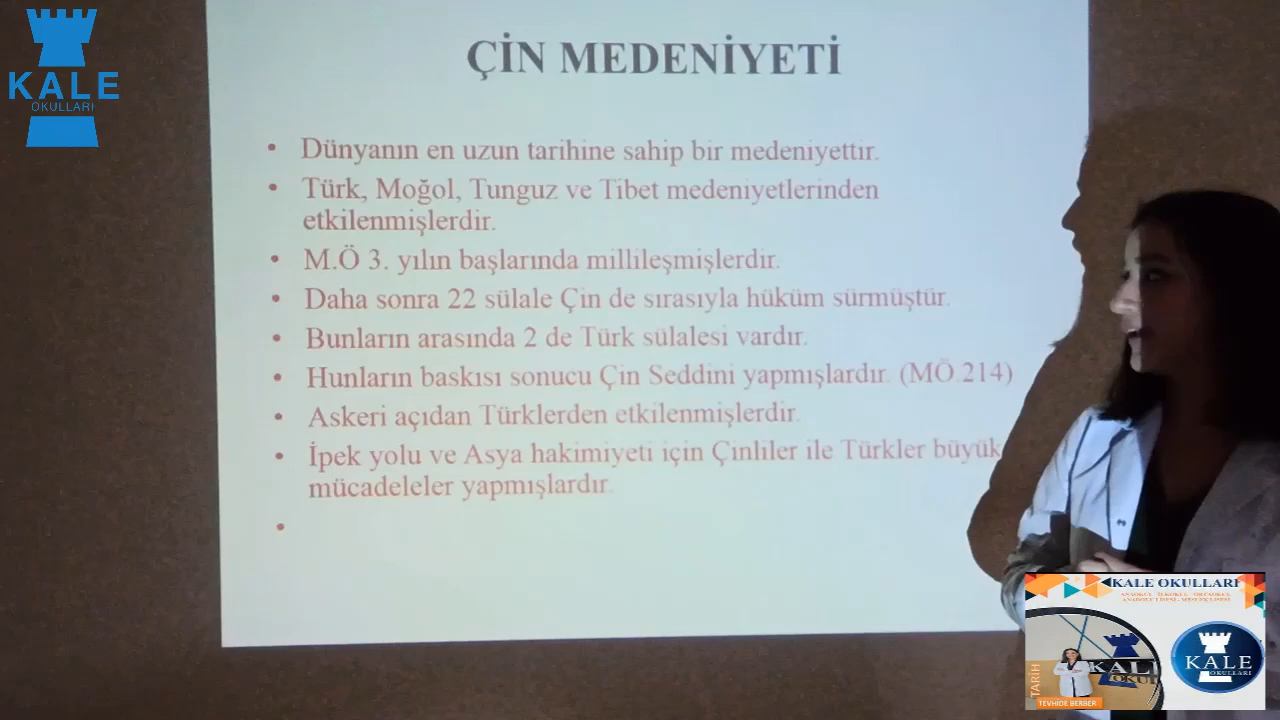 KALE
OKULLARI
ÇİN MEDENİYETİ
• Dünyanın en uzun tarihine sahip bir medeniyettir.
• Türk, Moğol, Tunguz ve Tibet medeniyetlerinden
etkilenmişlerdir.
• M.Ö 3. yılın başlarında millileşmişlerdir.
• Daha sonra 22 sülale Çin de sırasıyla hüküm sürmüştür.
• Bunların arasında 2 de Türk sülalesi vardır.
• Hunların baskısı sonucu Çin Seddini yapmışlardır. (MÖ.214)
• Askeri açıdan Türklerden etkilenmişlerdir.
• İpek yolu ve Asya hakimiyeti için Çinliler ile Türkler büyük
mücadeleler yapmışlardır.
•
KALE OKULLARI
TARİH
KALE
OKUL
TEVHİDE BERBER
KALE
OKULLARI